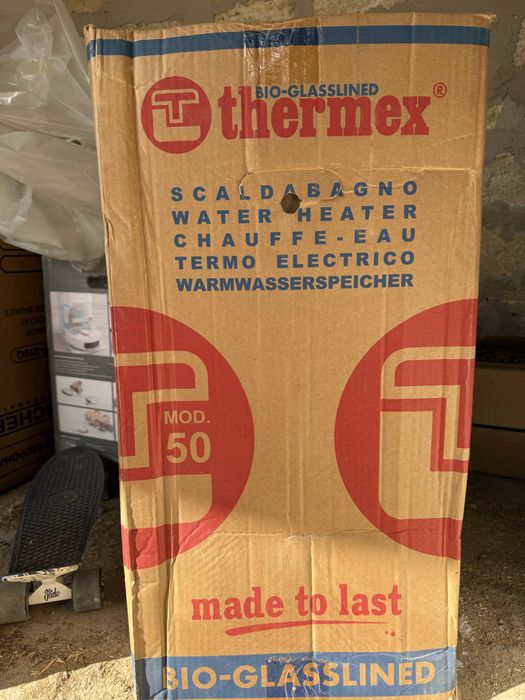 BIO-GLASSLINED
thermex®
SCALDABAGNO
WATER HEATER
CHAUFFE-EAU
TERMO ELECTRICO
WARMWASSERSPEICHER
MOD.
50
made to last
BIO-GLASSLINED